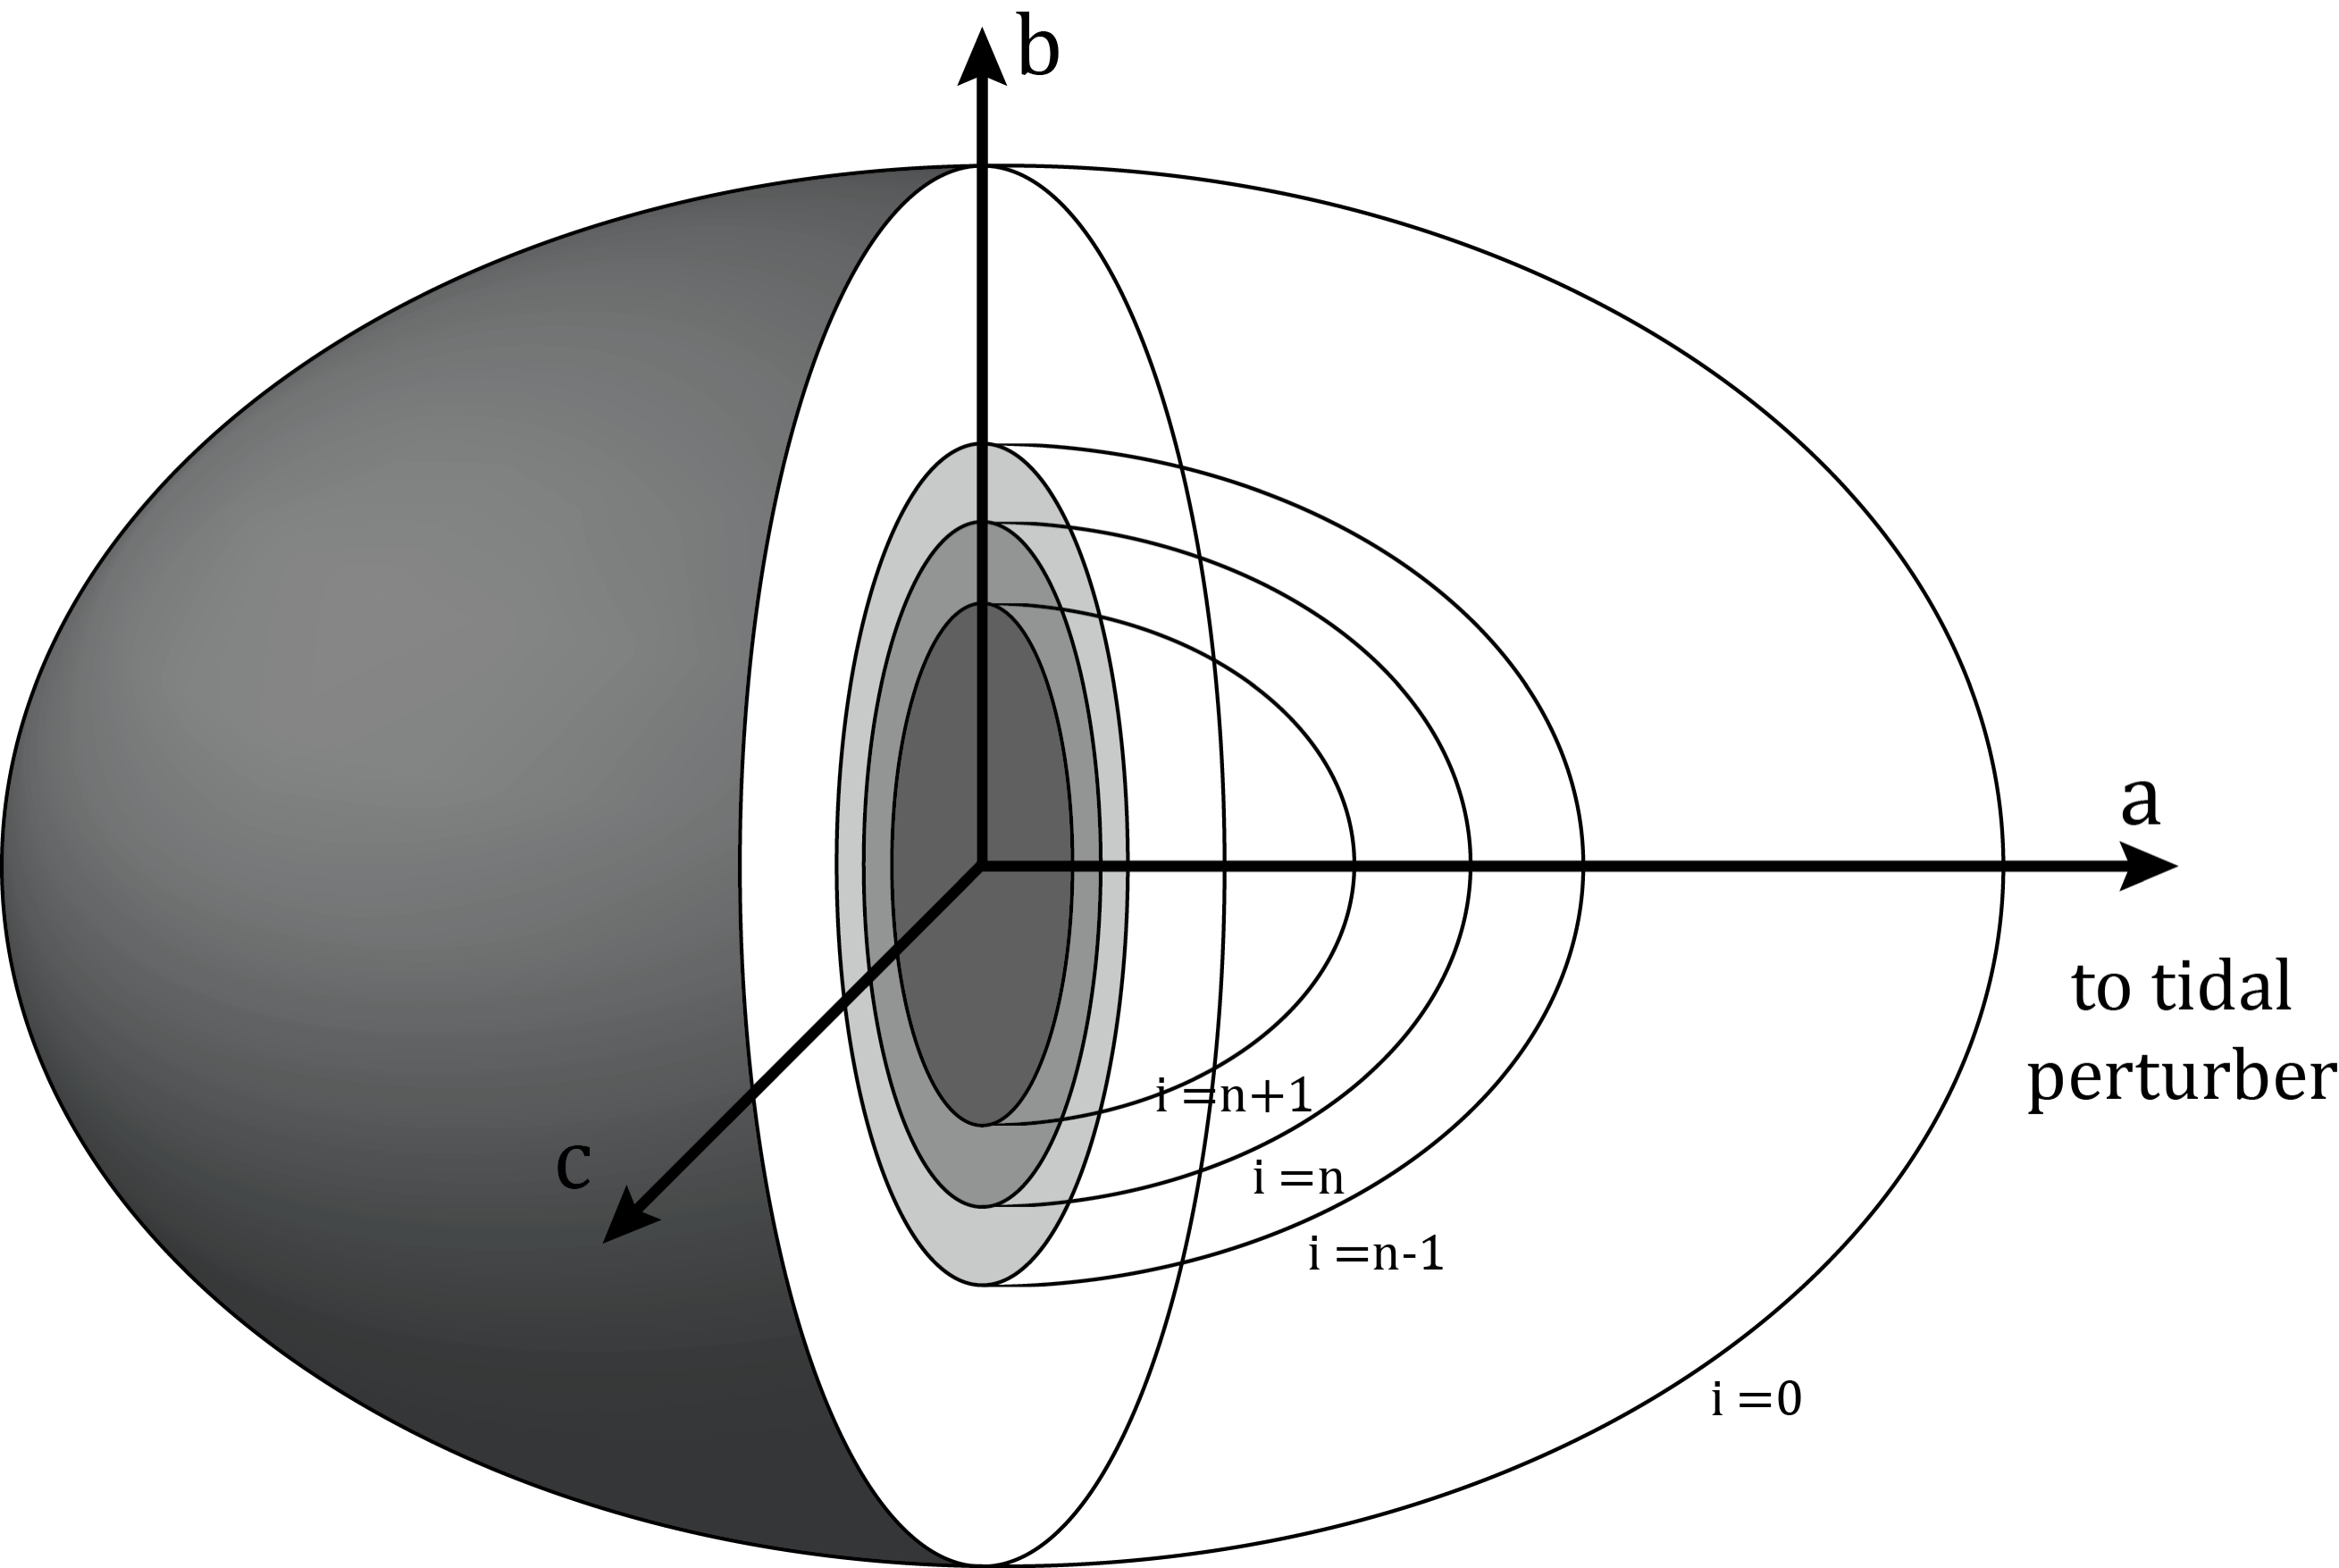 b
a
to tidal
perturber
c
i =n+1
i =n
i =n-1
i =0